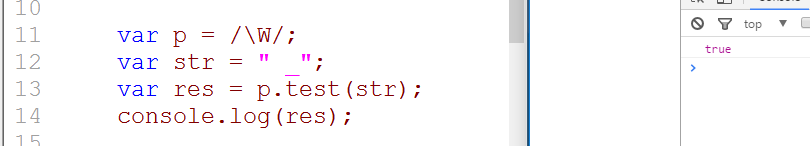 10
11 var p = /\W/;
12 var str = " _";
13 var res = p.test(str);
14 console.log(res);
15
top
true